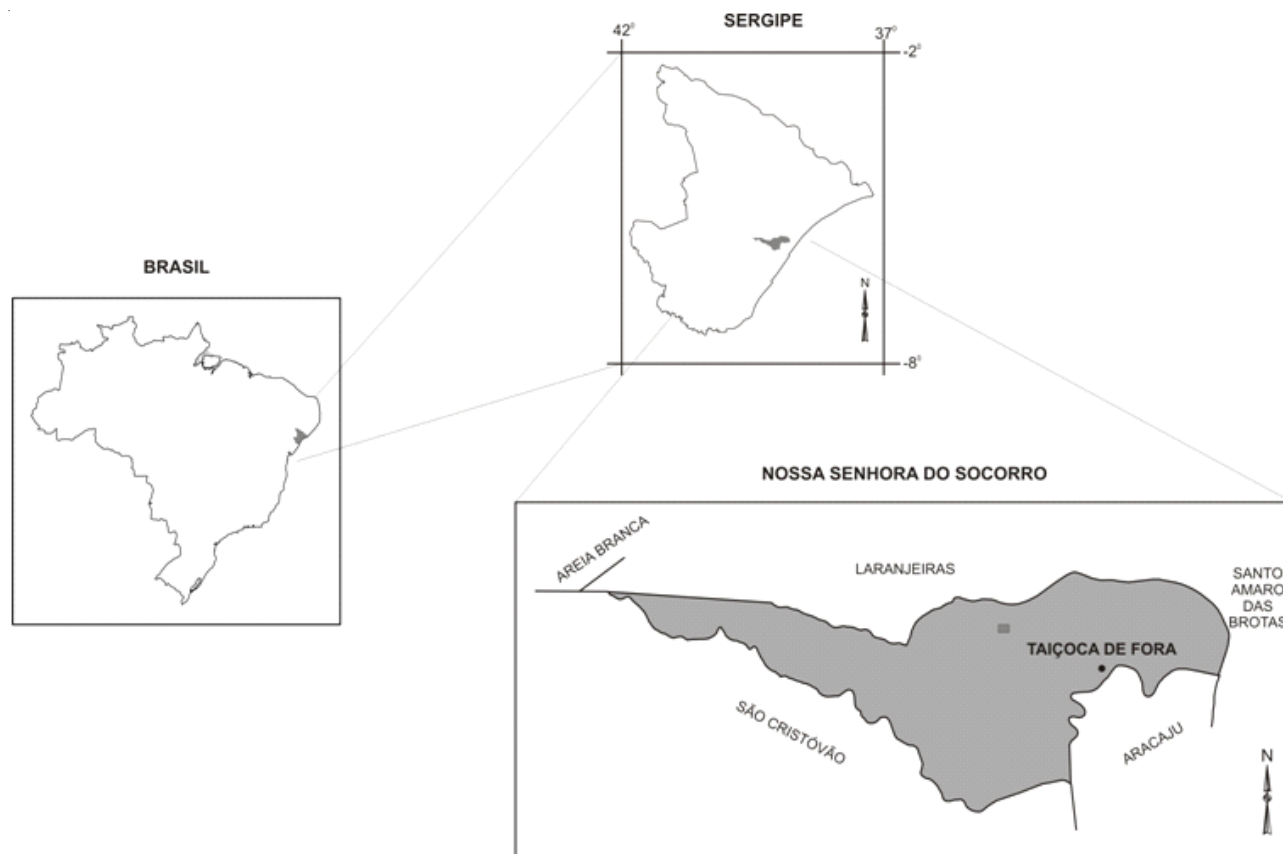 SERGIPE
42°
37°
-2°
N
-8°
BRASIL
NOSSA SENHORA DO SOCORRO
AREIA BRANCA
LARANJEIRAS
SANTO
AMARO
DAS
BROTAS
TAIÇOCA DE FORA
SÃO CRISTÓVÃO
ARACAJU
N